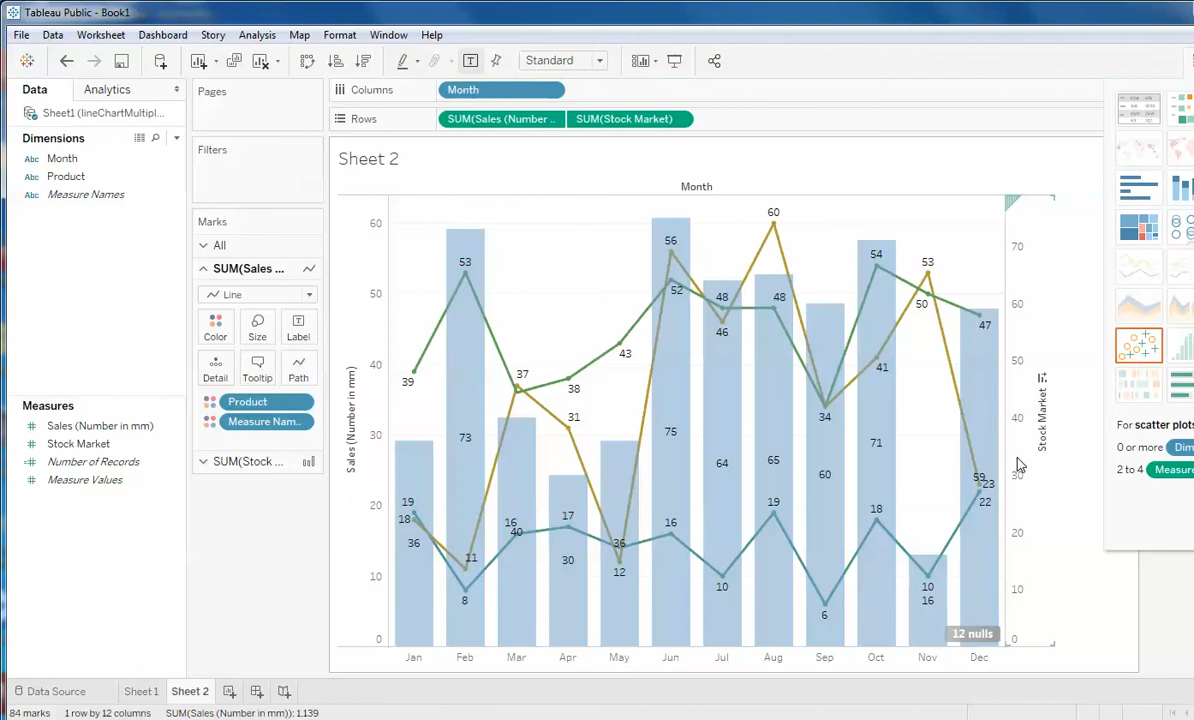 Tableau Public - Book1
File Data Worksheet Dashboard Story Analysis Map Format Window Help
Standard
Data Analytics
Sheet1 (lineChartMultipl...
Dimensions
Abc Month
Abc Product
Abc Measure Names
Measures
# Sales (Number in mm)
# Stock Market
# Number of Records
# Measure Values
Pages
Filters
Marks
All
SUM(Sales ...
Line
Color Size Label
Detail Tooltip Path
Product
Measure Nam..
SUM(Stock ...
Columns Month
Rows SUM(Sales (Number .. SUM(Stock Market)
Sheet 2
Month
Sales (Number in mm)
60
50
40
30
20
10
0
60
56
53 54 53
52 48 48 50
46 47
43
39 37 38 41
31 34
73 75 64 65 60 71
59
19 18 16 40 17 36 16 19 18 23 22
36 11 30 12 10 10
8 6 16
12 nulls
Jan Feb Mar Apr May Jun Jul Aug Sep Oct Nov Dec
70
60
50
40
30
20
10
0
Stock Market
For scatter plots
0 or more Dim
2 to 4 Measure
Data Source Sheet 1 Sheet 2
84 marks 1 row by 12 columns SUM(Sales (Number in mm)): 1,139